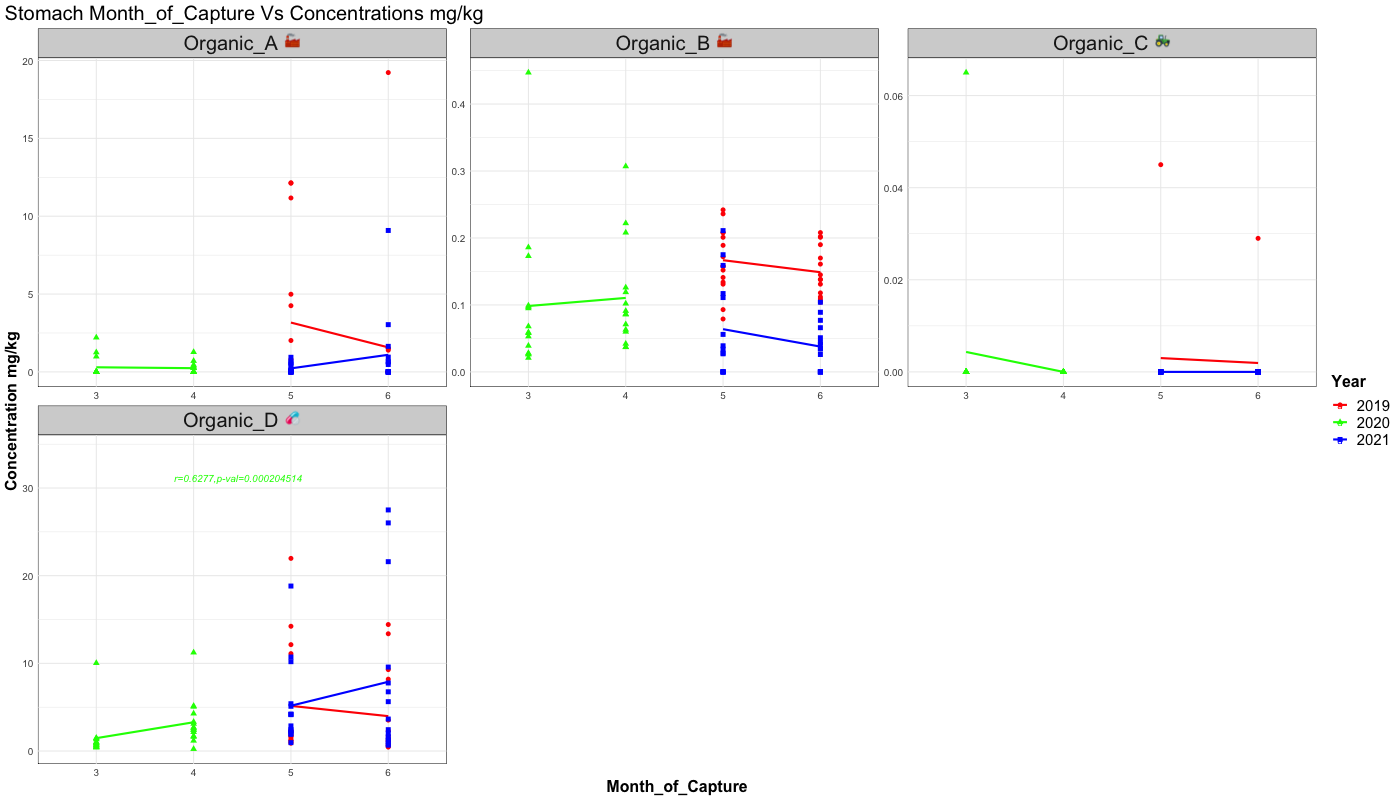 Stomach Month_of_Capture Vs Concentrations mg/kg
Organic_A
Organic_B
Organic_C
20
15
10
5
0
3 4 5 6
0.4
0.3
0.2
0.1
0.0
3 4 5 6
0.06
0.04
0.02
0.00
3 4 5 6
Organic_D
r=0.6277,p-val=0.000204514
30
20
10
0
3 4 5 6
Concentration mg/kg
Month_of_Capture
Year
2019
2020
2021